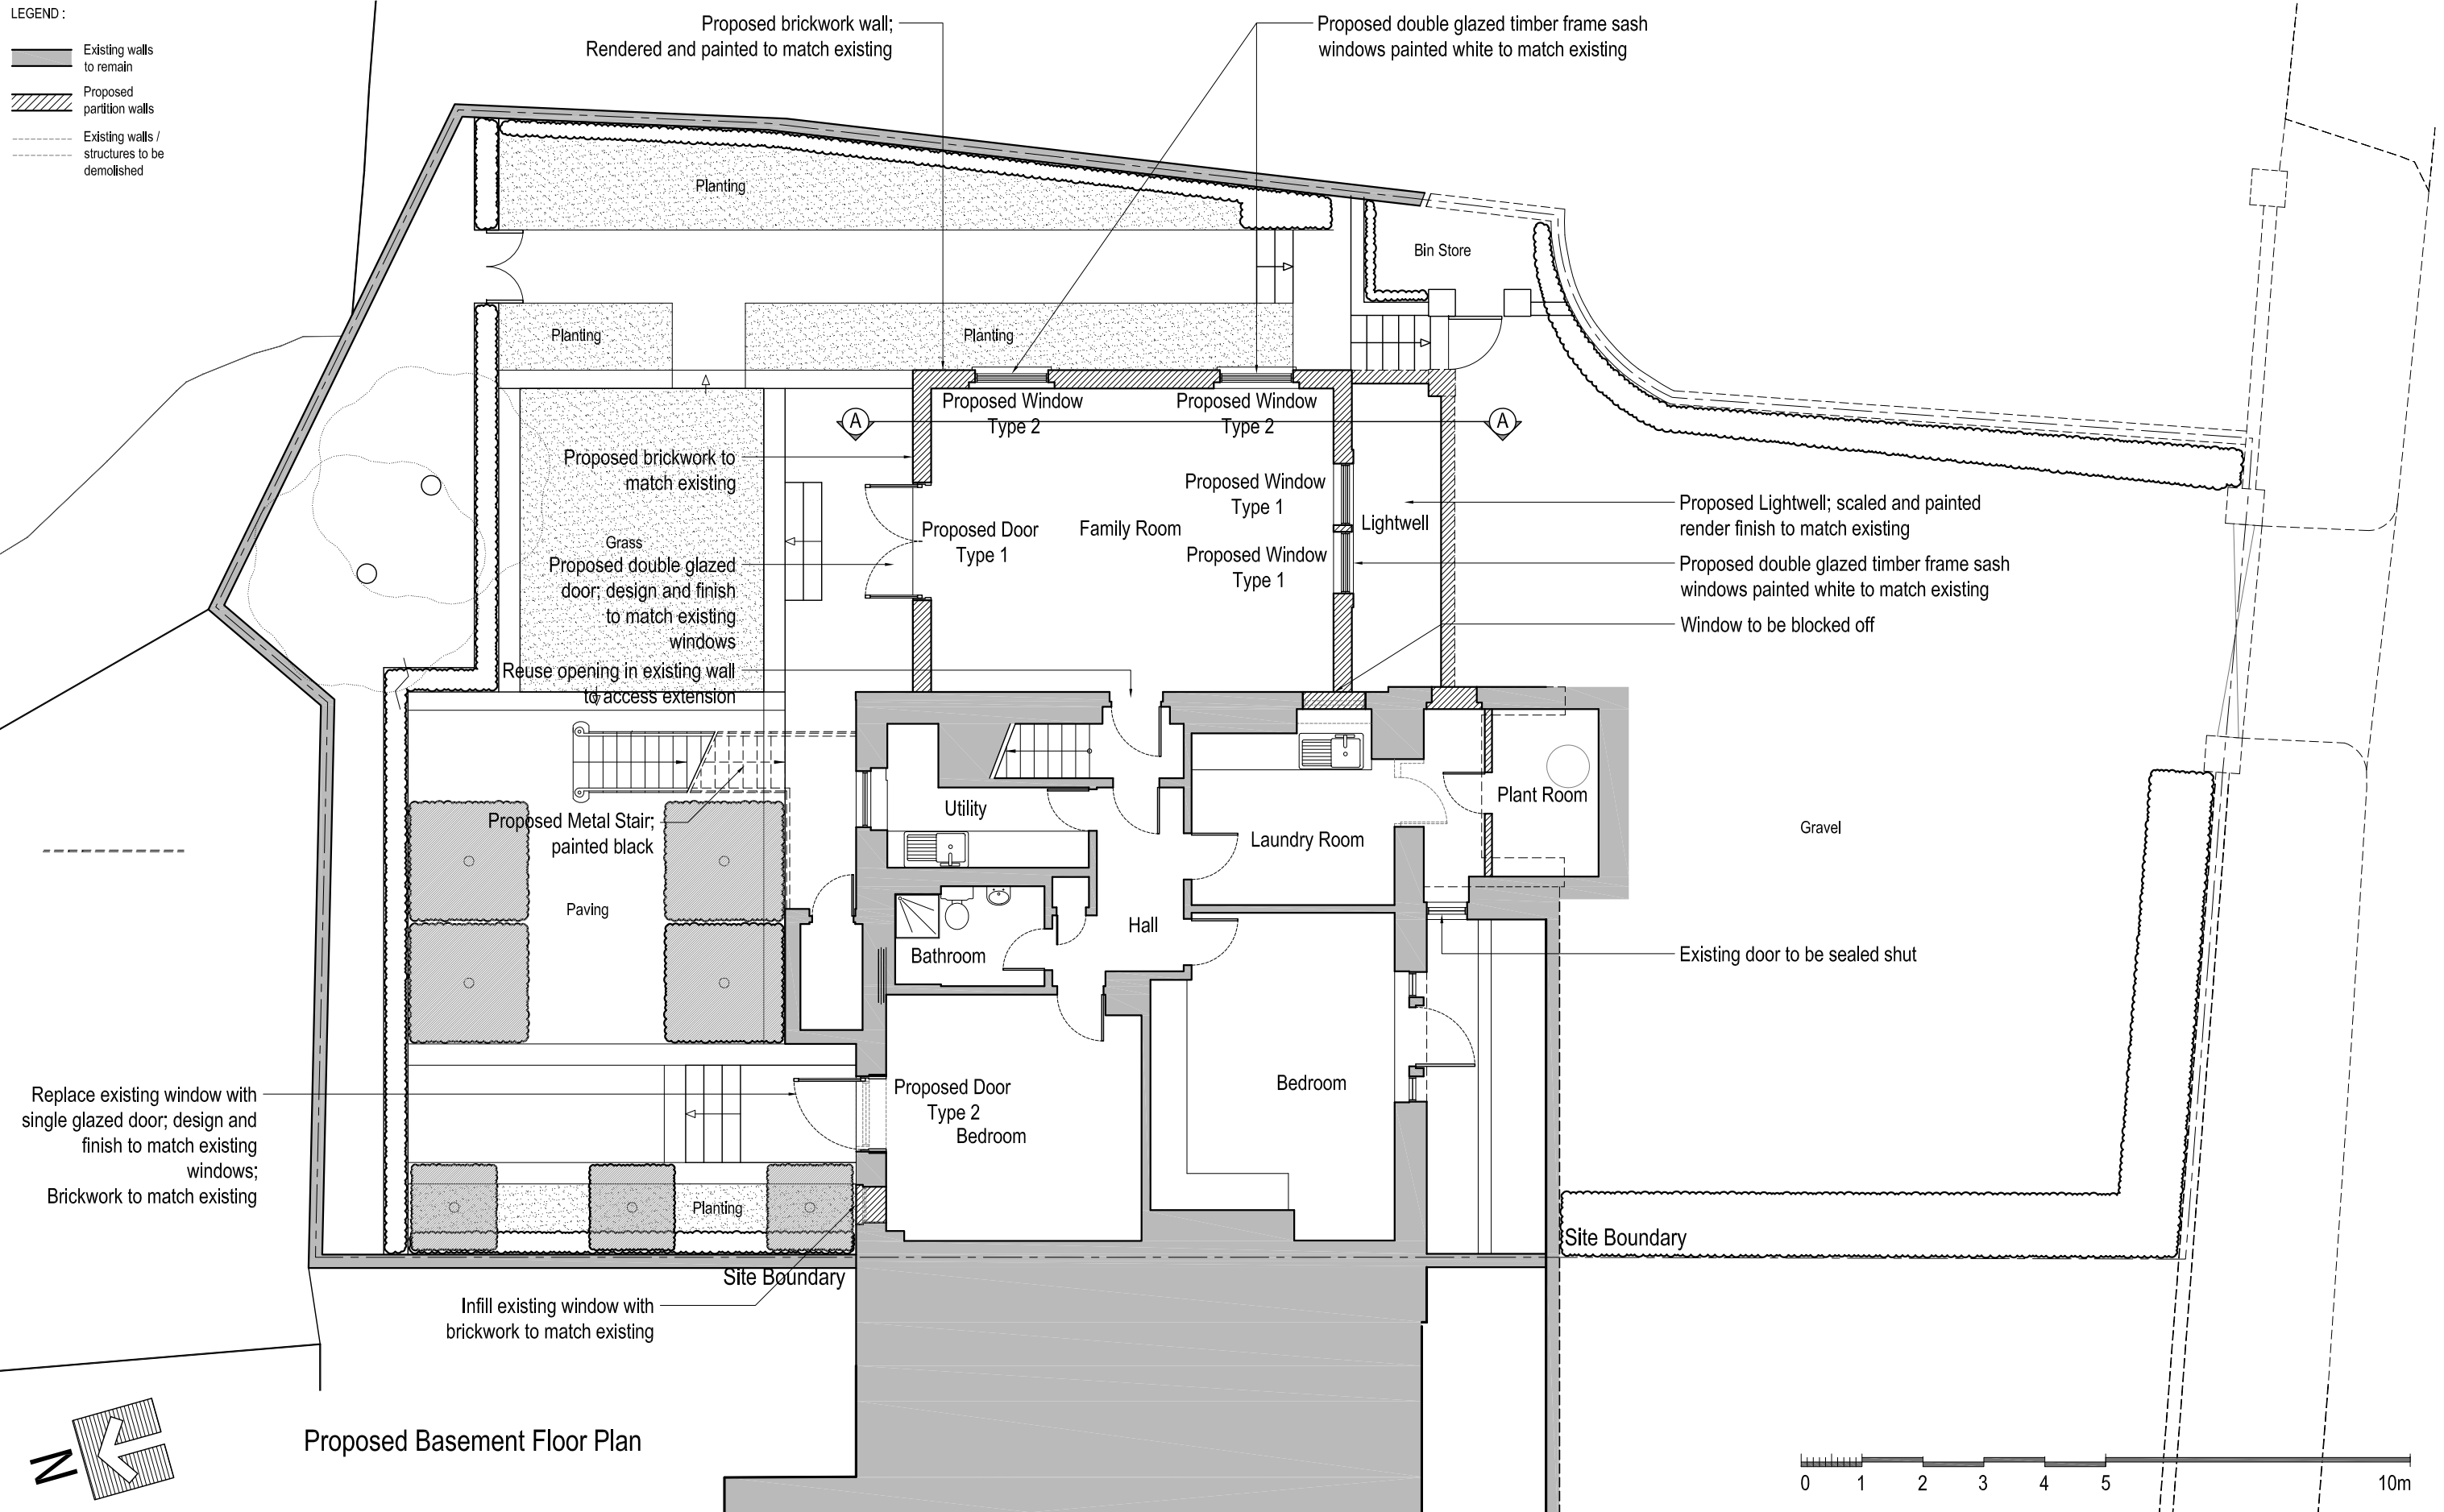 LEGEND :
Existing walls
to remain
Proposed
partition walls
Existing walls /
structures to be
demolished
Proposed brickwork wall;
Rendered and painted to match existing
Proposed double glazed timber frame sash
windows painted white to match existing
Planting
Bin Store
Planting
Planting
Proposed Window
Type 2
Proposed Window
Type 2
A
A
Proposed brickwork to
match existing
Proposed Window
Type 1
Proposed Door
Type 1
Family Room
Lightwell
Proposed Lightwell; scaled and painted
render finish to match existing
Grass
Proposed double glazed
door; design and finish
to match existing
windows
Proposed Window
Type 1
Proposed double glazed timber frame sash
windows painted white to match existing
Window to be blocked off
Reuse opening in existing wall
to access extension
Utility
Plant Room
Proposed Metal Stair;
painted black
Laundry Room
Gravel
Paving
Hall
Bathroom
Existing door to be sealed shut
Replace existing window with
single glazed door; design and
finish to match existing
windows;
Brickwork to match existing
Proposed Door
Type 2
Bedroom
Bedroom
Planting
Site Boundary
Site Boundary
Infill existing window with
brickwork to match existing
N
Proposed Basement Floor Plan
0 1 2 3 4 5 10m